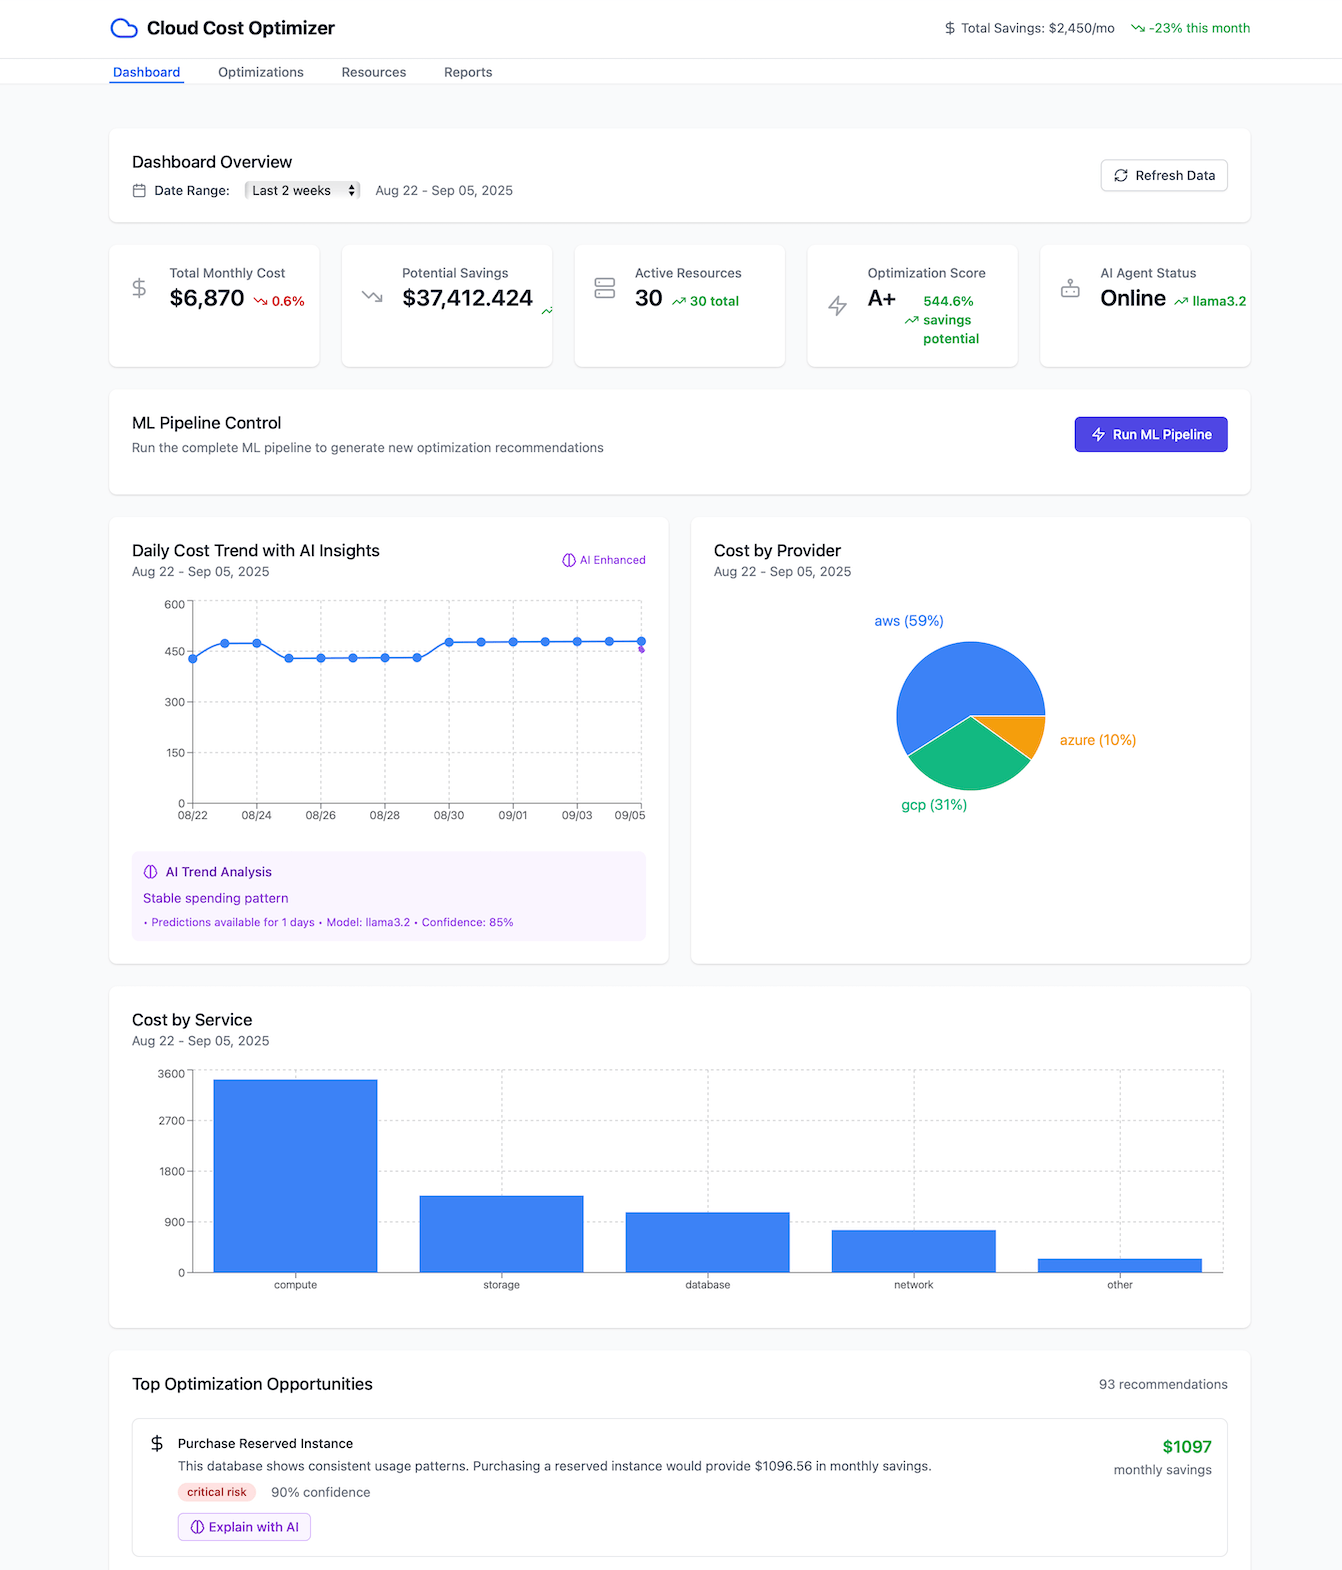 Cloud Cost Optimizer
Total Savings: $2,450/mo -23% this month
Dashboard Optimizations Resources Reports
Dashboard Overview
Date Range: Last 2 weeks Aug 22 - Sep 05, 2025
Refresh Data
Total Monthly Cost
$6,870 0.6%
Potential Savings
$37,412.424
Active Resources
30 30 total
Optimization Score
A+ 544.6%
savings
potential
AI Agent Status
Online llama3.2
ML Pipeline Control
Run the complete ML pipeline to generate new optimization recommendations
Run ML Pipeline
Daily Cost Trend with AI Insights
Aug 22 - Sep 05, 2025
AI Enhanced
600
450
300
150
0
08/22 08/24 08/26 08/28 08/30 09/01 09/03 09/05
AI Trend Analysis
Stable spending pattern
• Predictions available for 1 days • Model: llama3.2 • Confidence: 85%
Cost by Provider
Aug 22 - Sep 05, 2025
aws (59%)
azure (10%)
gcp (31%)
Cost by Service
Aug 22 - Sep 05, 2025
3600
2700
1800
900
0
compute storage database network other
Top Optimization Opportunities
93 recommendations
Purchase Reserved Instance
This database shows consistent usage patterns. Purchasing a reserved instance would provide $1096.56 in monthly savings.
critical risk 90% confidence
Explain with AI
$1097
monthly savings